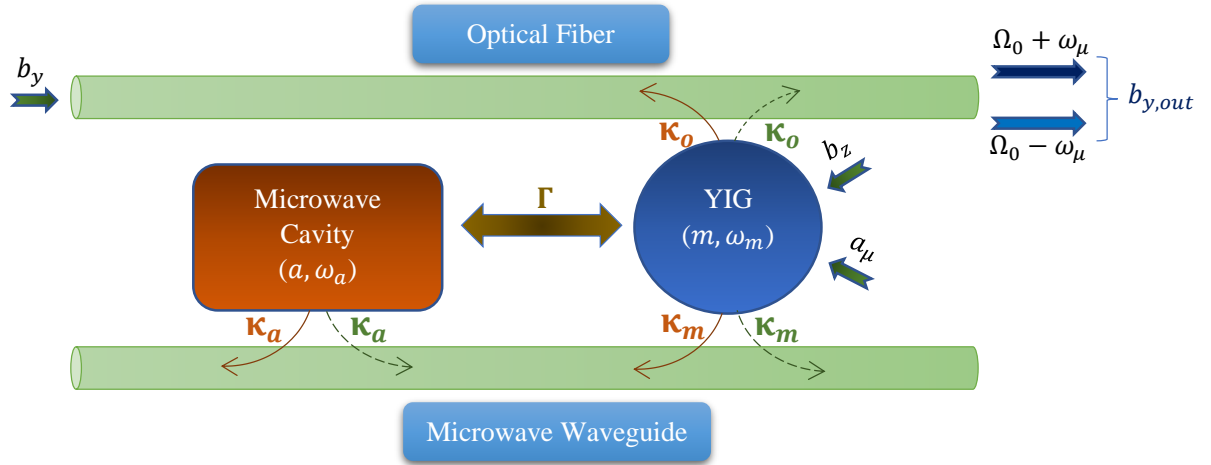 Optical Fiber
b_y
Ω_0 + ω_μ
b_{y,out}
Ω_0 − ω_μ
κ_o
κ_o
b_z
Microwave
Cavity
(a, ω_a)
Γ
YIG
(m, ω_m)
a_μ
κ_a
κ_a
κ_m
κ_m
Microwave Waveguide